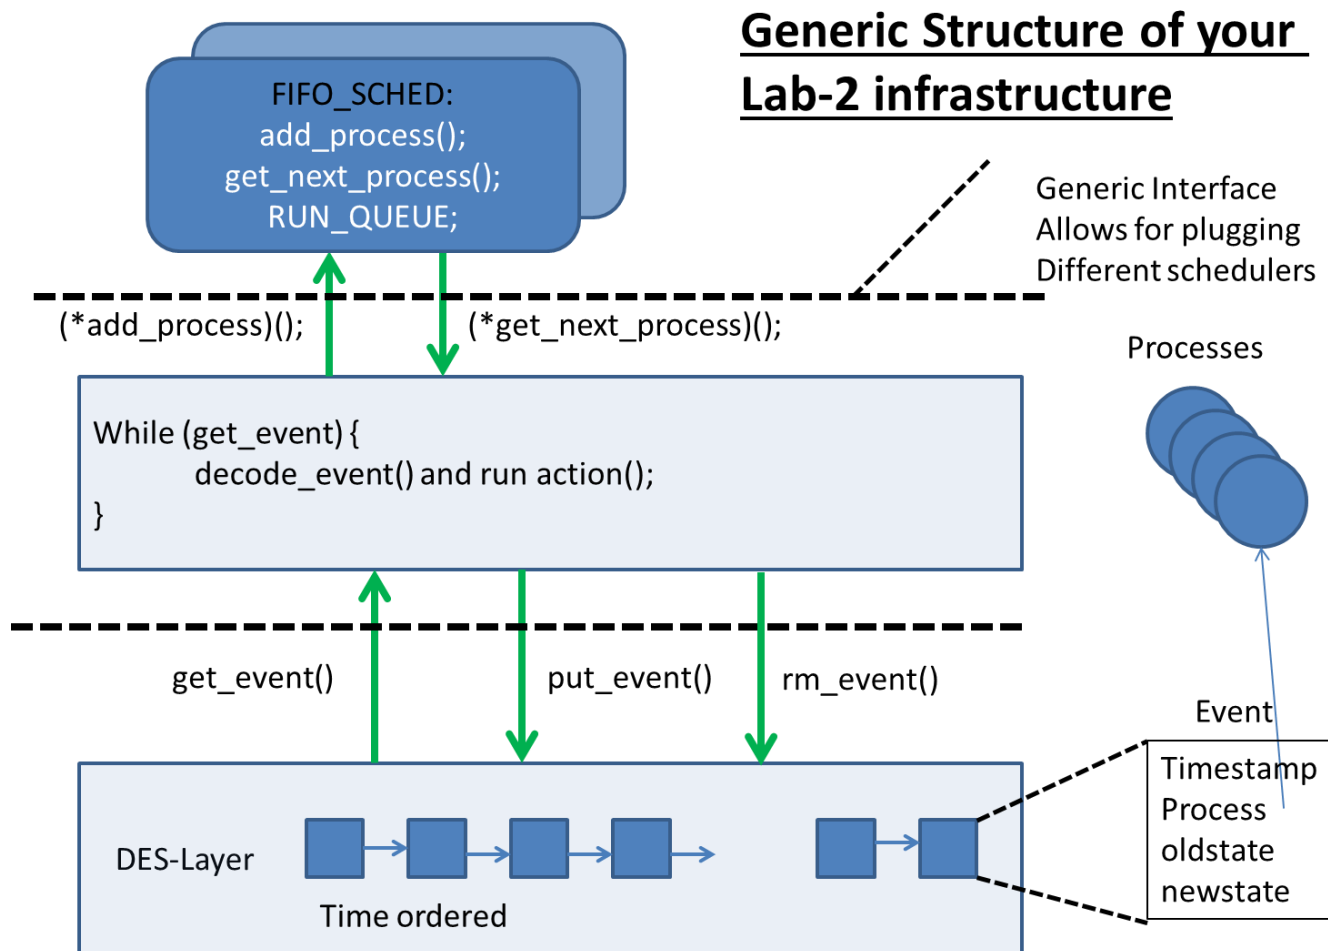 Generic Structure of your
Lab-2 infrastructure
FIFO_SCHED:
add_process();
get_next_process();
RUN_QUEUE;
Generic Interface
Allows for plugging
Different schedulers
(*add_process)();
(*get_next_process)();
Processes
While (get_event) {
decode_event() and run action();
}
get_event()
put_event()
rm_event()
Event
Timestamp
Process
oldstate
newstate
DES-Layer
Time ordered